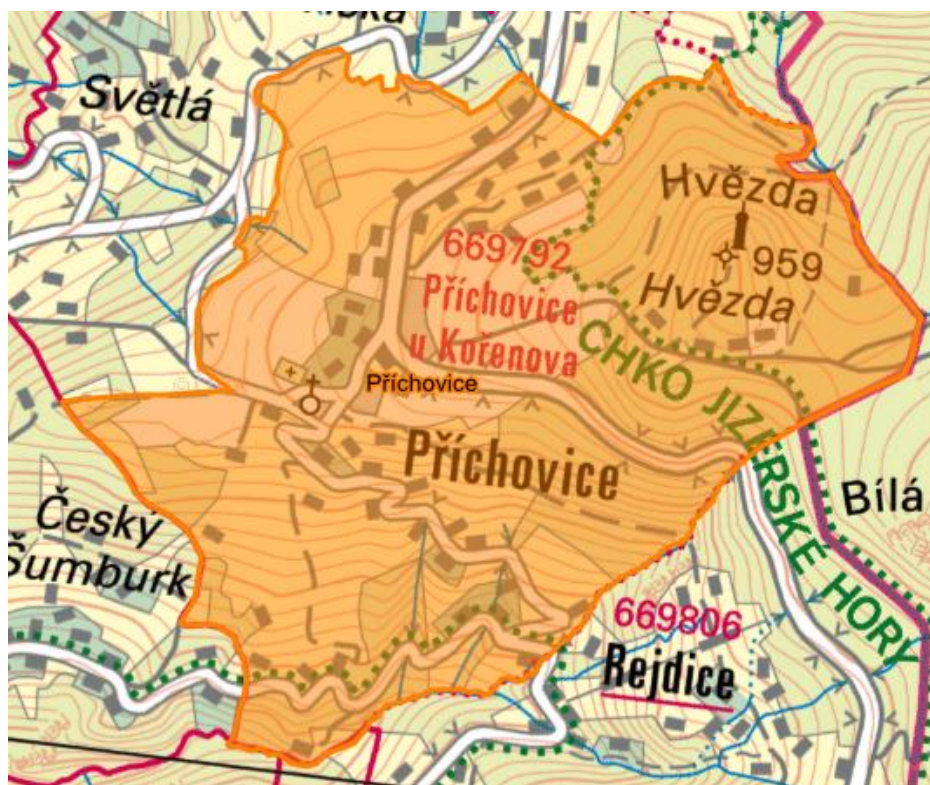 Světlá
Hvězda
959
Hvězda
669792
Příchovice
u Kořenova
Příchovice
CHKO JIZERSKÉ HORY
Příchovice
Bílá
Český
Šumburk
669806
Rejdice